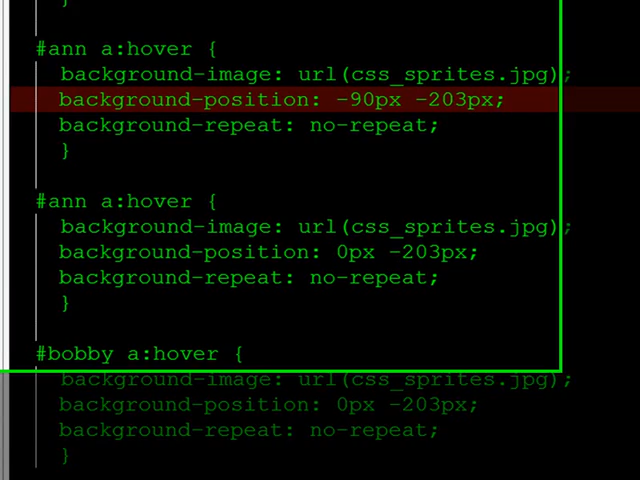 }
#ann a:hover {
background-image: url(css_sprites.jpg);
background-position: -90px -203px;
background-repeat: no-repeat;
}
#ann a:hover {
background-image: url(css_sprites.jpg);
background-position: 0px -203px;
background-repeat: no-repeat;
}
#bobby a:hover {
background-image: url(css_sprites.jpg);
background-position: 0px -203px;
background-repeat: no-repeat;
}